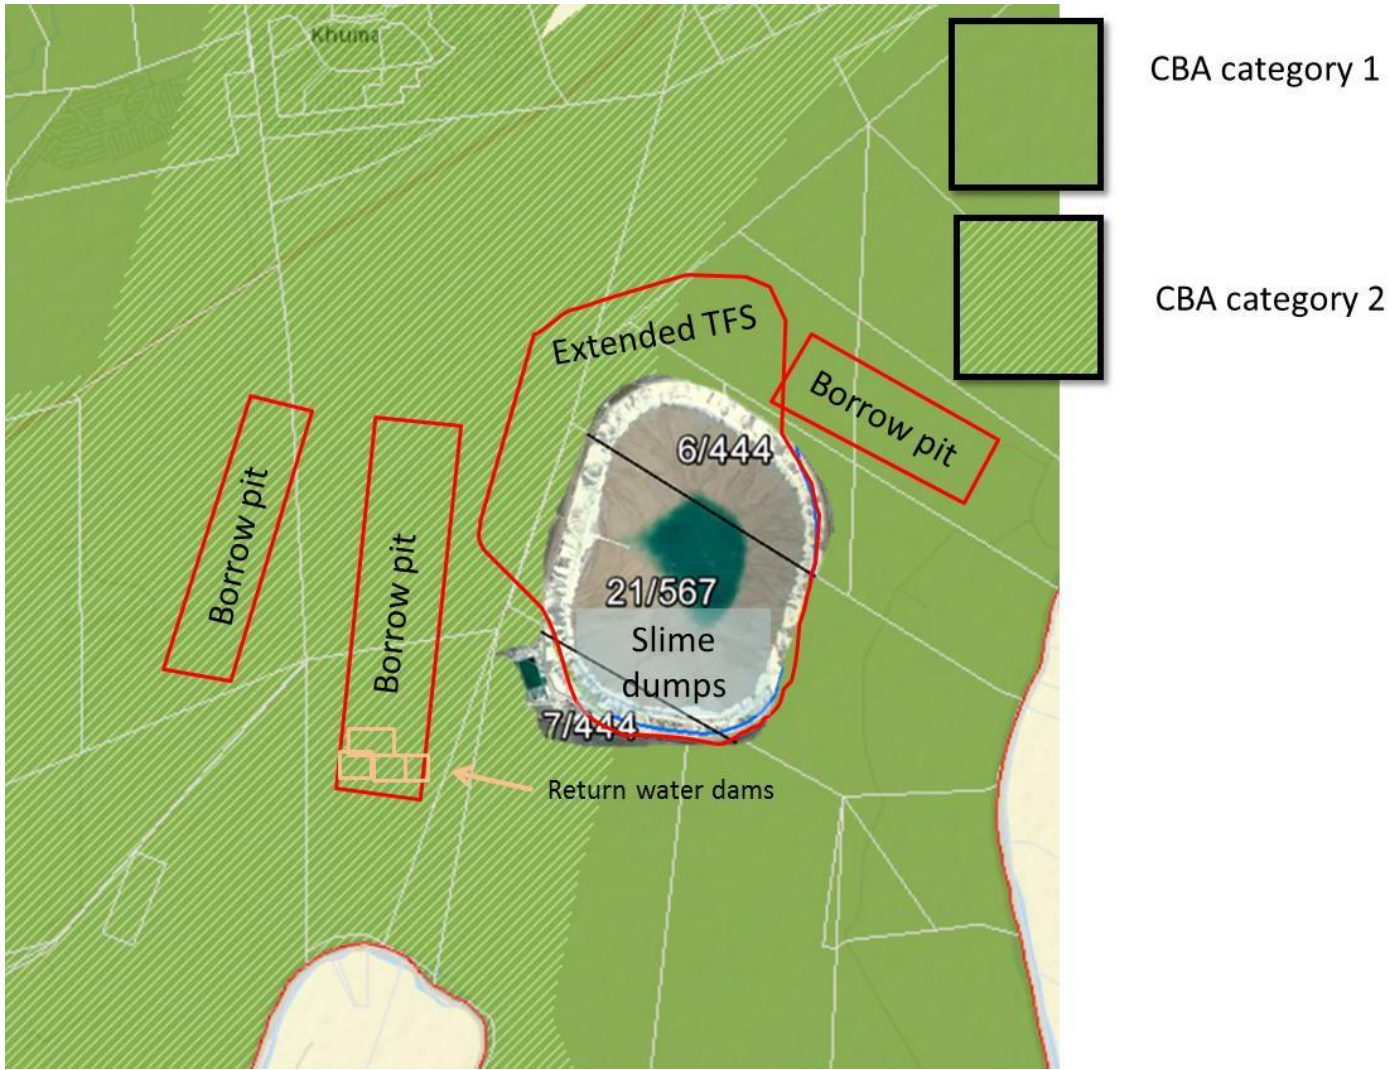 Khuma
CBA category 1
CBA category 2
Extended TFS
Borrow pit
6/444
Borrow pit
Borrow pit
21/567
Slime
dumps
7/444
Return water dams